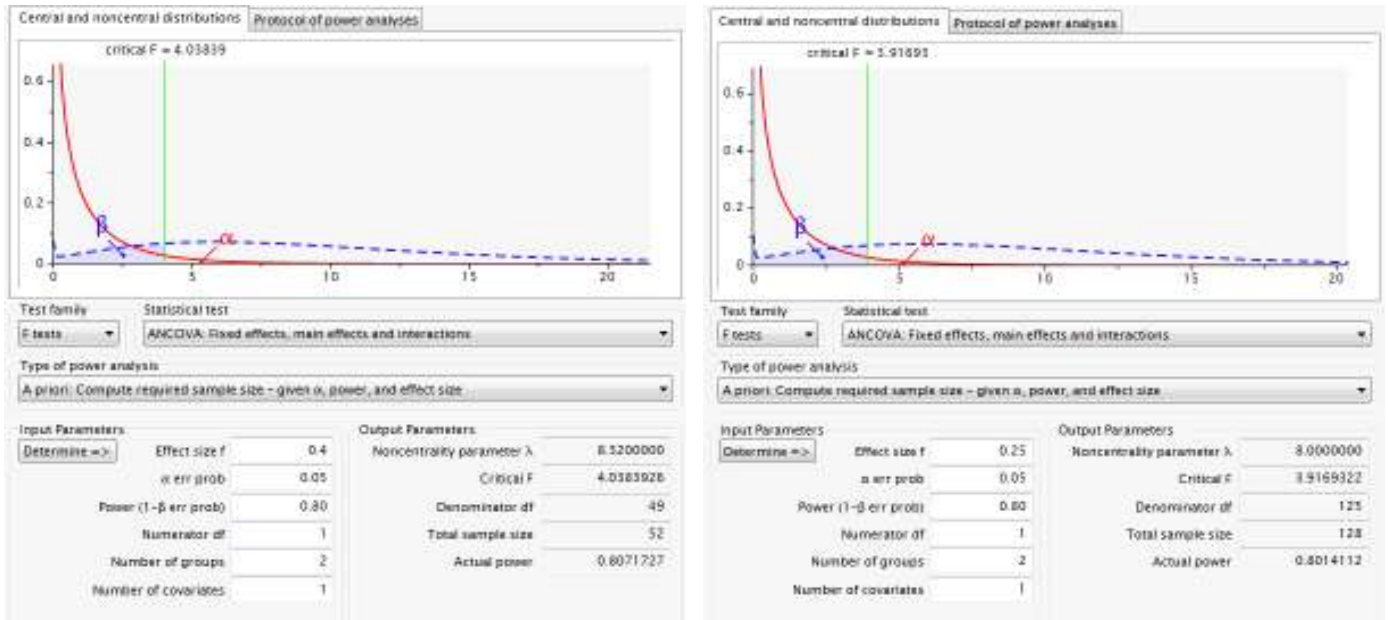 Central and noncentral distributions
Protocol of power analyses
critical F = 4.03839
0.6
0.4
0.2
0
β
α
0
5
10
15
20
Test family
Statistical test
F tests
ANCOVA: Fixed effects, main effects and interactions
Type of power analysis
A priori: Compute required sample size – given α, power, and effect size
Input Parameters
Output Parameters
Determine =>
Effect size f
0.4
Noncentrality parameter λ
8.3200000
α err prob
0.05
Critical F
4.0383926
Power (1-β err prob)
0.80
Denominator df
49
Numerator df
1
Total sample size
52
Number of groups
2
Actual power
0.8071727
Number of covariates
1
Central and noncentral distributions
Protocol of power analyses
critical F = 3.91693
0.6
0.4
0.2
0
β
α
0
5
10
15
20
Test family
Statistical test
F tests
ANCOVA: Fixed effects, main effects and interactions
Type of power analysis
A priori: Compute required sample size – given α, power, and effect size
Input Parameters
Output Parameters
Determine =>
Effect size f
0.25
Noncentrality parameter λ
8.0000000
α err prob
0.05
Critical F
3.9169322
Power (1-β err prob)
0.80
Denominator df
125
Numerator df
1
Total sample size
128
Number of groups
2
Actual power
0.8014112
Number of covariates
1